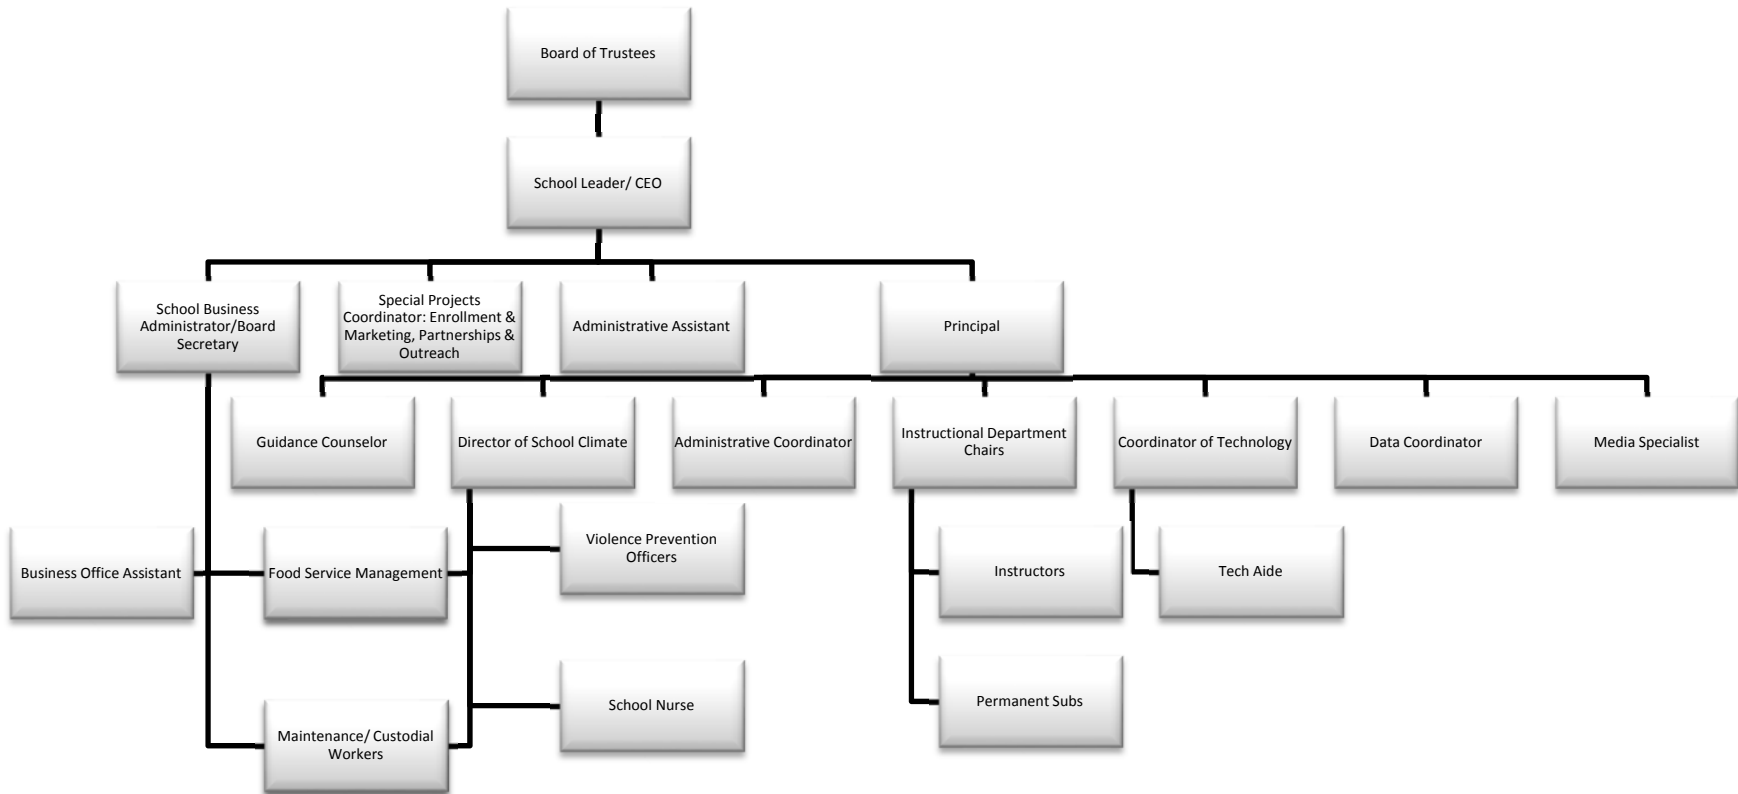 Board of Trustees
School Leader/ CEO
School Business
Administrator/Board
Secretary
Special Projects
Coordinator: Enrollment &
Marketing, Partnerships &
Outreach
Administrative Assistant
Principal
Guidance Counselor
Director of School Climate
Administrative Coordinator
Instructional Department
Chairs
Coordinator of Technology
Data Coordinator
Media Specialist
Business Office Assistant
Food Service Management
Violence Prevention
Officers
Instructors
Tech Aide
Maintenance/ Custodial
Workers
School Nurse
Permanent Subs